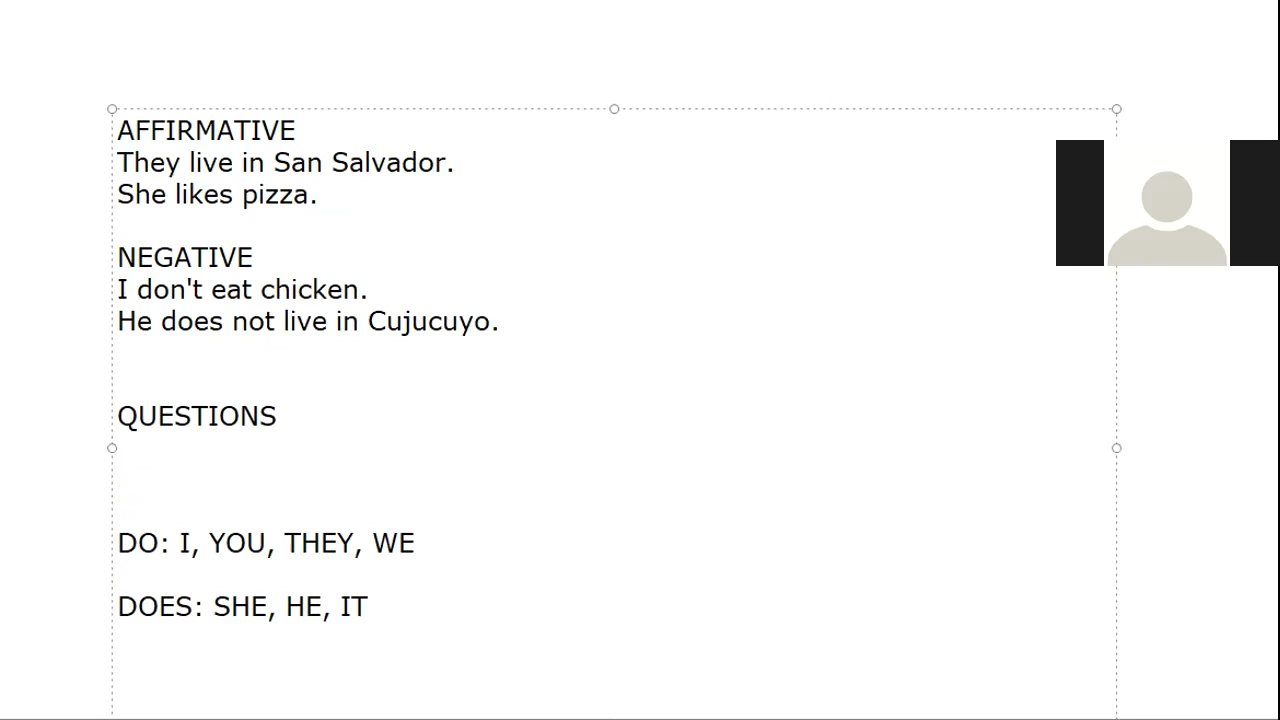 AFFIRMATIVE
They live in San Salvador.
She likes pizza.
NEGATIVE
I don't eat chicken.
He does not live in Cujucuyo.
QUESTIONS
DO: I, YOU, THEY, WE
DOES: SHE, HE, IT